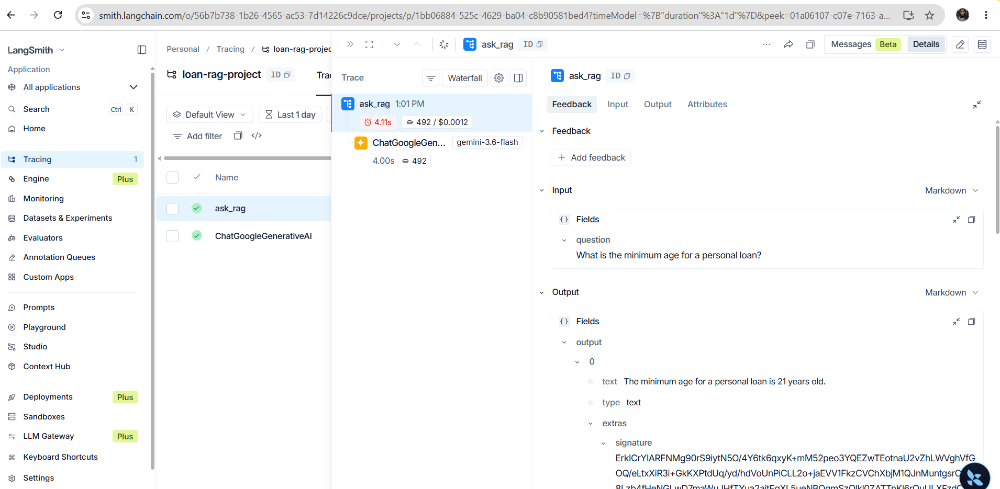 smith.langchain.com/o/56b7b738-1b26-4565-ac53-7d14226c9dce/projects/p/1bb06884-525c-4629-ba04-c8b90581bed4?timeModel=%7B"duration"%3A"1d"%7D&peek=01a06107-c07e-7163-a...
LangSmith
Application
All applications
Search Ctrl K
Home
Tracing 1
Engine Plus
Monitoring
Datasets & Experiments
Evaluators
Annotation Queues
Custom Apps
Prompts
Playground
Studio
Context Hub
Deployments Plus
Sandboxes
LLM Gateway Plus
Keyboard Shortcuts
Settings
Personal / Tracing / loan-rag-projec
loan-rag-project ID Trac
Default View Last 1 day
Add filter </>
Name
ask_rag
ChatGoogleGenerativeAI
ask_rag ID
... Messages Beta Details
Trace Waterfall
ask_rag 1:01 PM
4.11s 492 / $0.0012
ChatGoogleGen... gemini-3.6-flash
4.00s 492
ask_rag ID
Feedback Input Output Attributes
Feedback
+ Add feedback
Input Markdown
{} Fields
question
What is the minimum age for a personal loan?
Output Markdown
{} Fields
output
0
text The minimum age for a personal loan is 21 years old.
type text
extras
signature
ErkICrYIARFNMg90rS9iytN5O/4Y6tk6qxyK+mM52peo3YQEZwTEotnaU2vZhLWVghVfG
OQ/eLtxXiR3i+GkKXPtdUq/yd/hdVoUnPiCLL2o+jaEVV1FkzCVChXbjM1QJnMuntgsrC